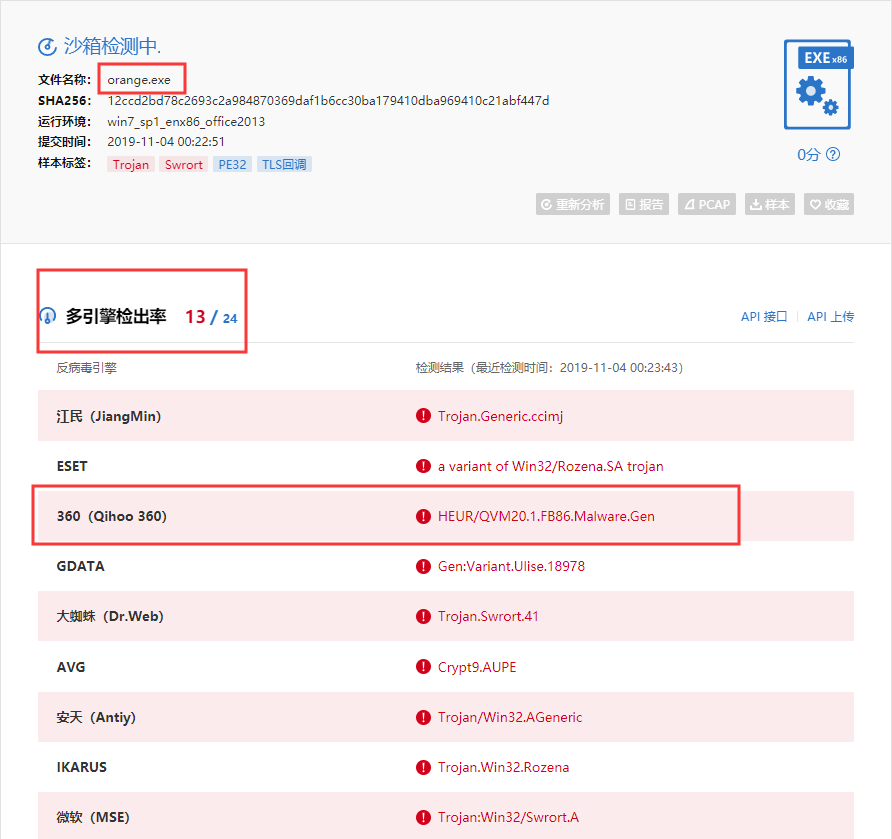 沙箱检测中.
文件名称: orange.exe
SHA256: 12ccd2bd78c2693c2a984870369daf1b6cc30ba179410dba969410c21abf447d
运行环境: win7_sp1_enx86_office2013
提交时间: 2019-11-04 00:22:51
样本标签: Trojan Swrort PE32 TLS回调
EXE x86
0分 ?
重新分析 报告 PCAP 样本 收藏
多引擎检出率 13 / 24
API 接口 API 上传
反病毒引擎 检测结果（最近检测时间：2019-11-04 00:23:43）
江民（JiangMin） Trojan.Generic.ccimj
ESET a variant of Win32/Rozena.SA trojan
360（Qihoo 360） HEUR/QVM20.1.FB86.Malware.Gen
GDATA Gen:Variant.Ulise.18978
大蜘蛛（Dr.Web） Trojan.Swrort.41
AVG Crypt9.AUPE
安天（Antiy） Trojan/Win32.AGeneric
IKARUS Trojan.Win32.Rozena
微软（MSE） Trojan:Win32/Swrort.A